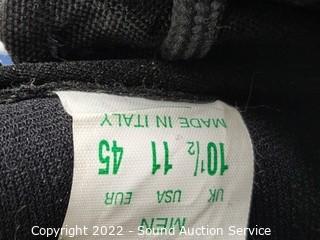 MEN
UK USA EUR
10½ 11 45
MADE IN ITALY
Copyright 2022 - Sound Auction Service